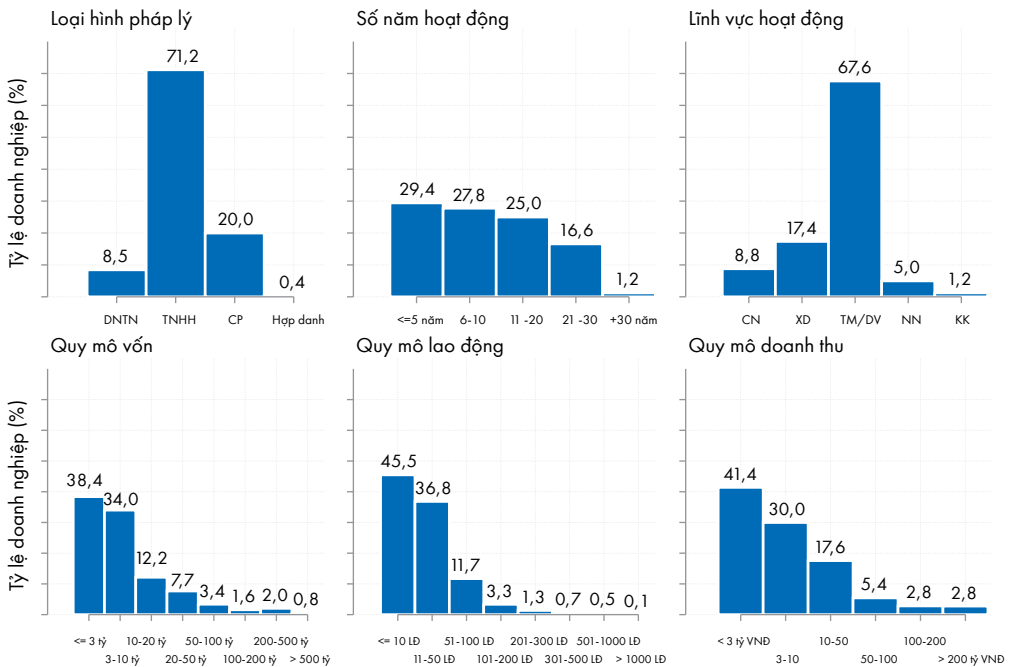 Loại hình pháp lý
Tỷ lệ doanh nghiệp (%)
8,5
71,2
20,0
0,4
DNTN
TNHH
CP
Hợp danh
Số năm hoạt động
29,4
27,8
25,0
16,6
1,2
<=5 năm
6-10
11 -20
21 -30
+30 năm
Lĩnh vực hoạt động
8,8
17,4
67,6
5,0
1,2
CN
XD
TM/DV
NN
KK
Quy mô vốn
Tỷ lệ doanh nghiệp (%)
38,4
34,0
12,2
7,7
3,4
1,6
2,0
0,8
<= 3 tỷ
3-10 tỷ
10-20 tỷ
20-50 tỷ
50-100 tỷ
100-200 tỷ
200-500 tỷ
> 500 tỷ
Quy mô lao động
45,5
36,8
11,7
3,3
1,3
0,7
0,5
0,1
<= 10 LĐ
11-50 LĐ
51-100 LĐ
101-200 LĐ
201-300 LĐ
301-500 LĐ
501-1000 LĐ
> 1000 LĐ
Quy mô doanh thu
41,4
30,0
17,6
5,4
2,8
2,8
< 3 tỷ VNĐ
3-10
10-50
50-100
100-200
> 200 tỷ VNĐ